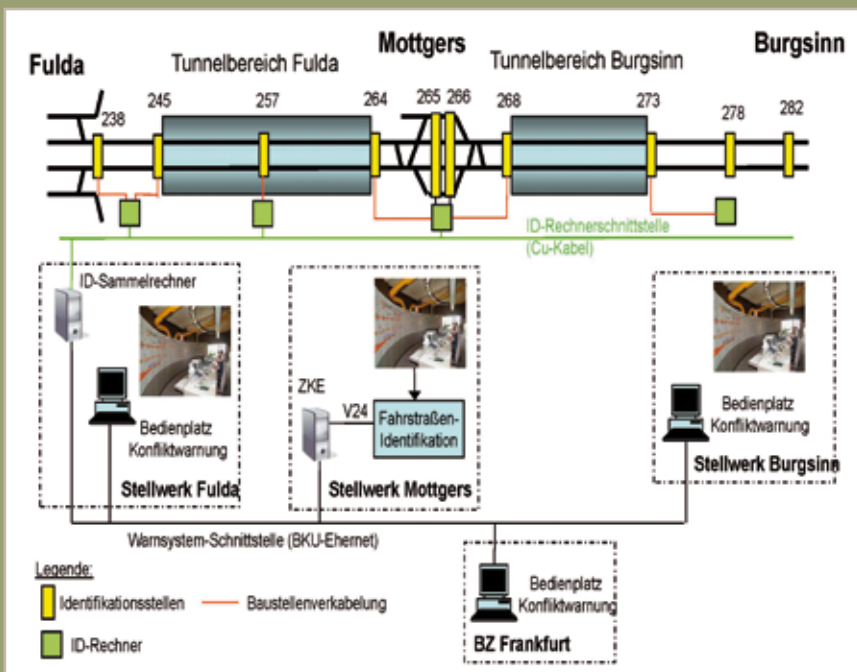 Mottgers
Burgsinn
Fulda
Tunnelbereich Fulda
Tunnelbereich Burgsinn
238
245
257
264
265
266
268
273
278
282
ID-Rechnerschnittstelle
(Cu-Kabel)
ID-Sammelrechner
Bedienplatz
Konfliktwarnung
Stellwerk Fulda
ZKE
V24
Fahrstraßen-
Identifikation
Stellwerk Mottgers
Bedienplatz
Konfliktwarnung
Stellwerk Burgsinn
Warnsystem-Schnittstelle (BKU-Ehernet)
Legende:
Identifikationsstellen
Baustellenverkabelung
ID-Rechner
Bedienplatz
Konfliktwarnung
BZ Frankfurt